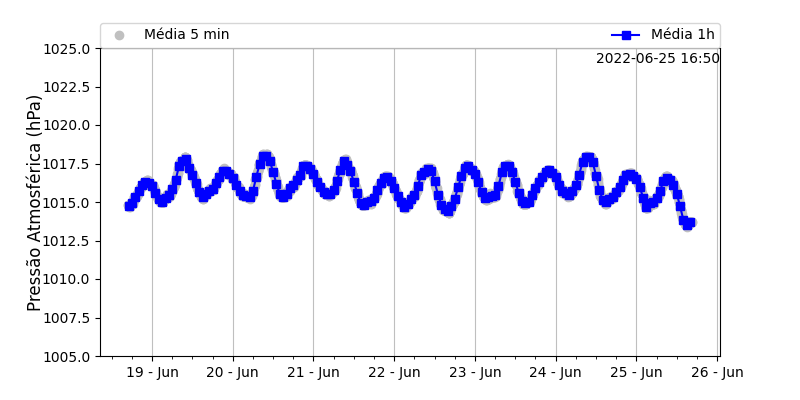 Média 5 min
Média 1h
2022-06-25 16:50
Pressão Atmosférica (hPa)
1025.0
1022.5
1020.0
1017.5
1015.0
1012.5
1010.0
1007.5
1005.0
19 - Jun 20 - Jun 21 - Jun 22 - Jun 23 - Jun 24 - Jun 25 - Jun 26 - Jun